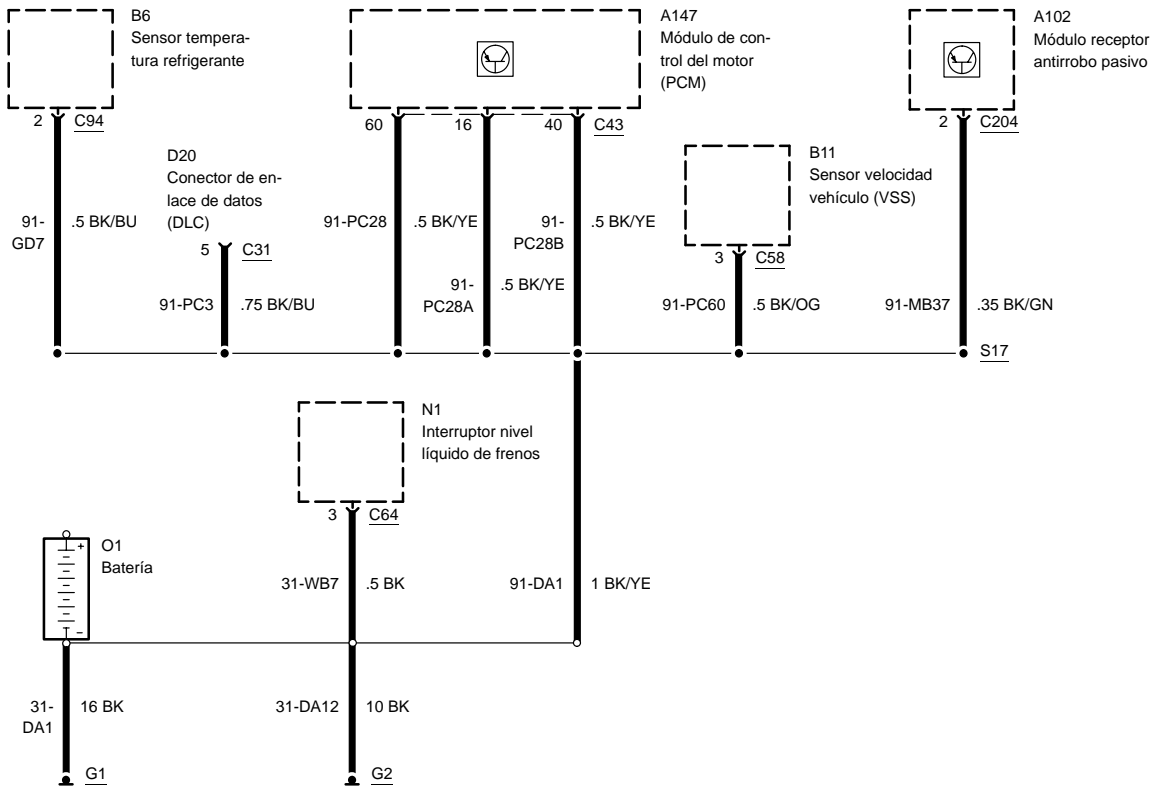 B6
Sensor tempera-
tura refrigerante
A147
Módulo de con-
trol del motor
(PCM)
A102
Módulo receptor
antirrobo pasivo
2 C94
60 16 40 C43
2 C204
D20
Conector de en-
lace de datos
(DLC)
B11
Sensor velocidad
vehículo (VSS)
91-
GD7
.5 BK/BU
5 C31
91-PC28 .5 BK/YE
91-
PC28B
.5 BK/YE
3 C58
91-PC3 .75 BK/BU
91-
PC28A
.5 BK/YE
91-PC60 .5 BK/OG
91-MB37 .35 BK/GN
S17
N1
Interruptor nivel
líquido de frenos
3 C64
O1
Batería
+
−
31-WB7 .5 BK
91-DA1 1 BK/YE
31-
DA1
16 BK
31-DA12 10 BK
G1
G2